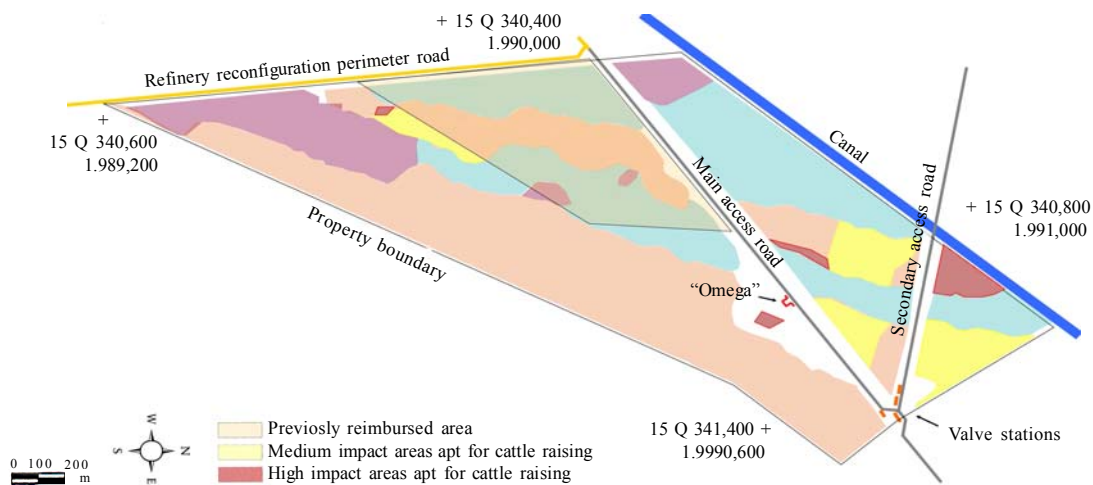 + 15 Q 340,400
1.990,000
Refinery reconfiguration perimeter road
+
15 Q 340,600
1.989,200
Canal
Main access road
Secondary access road
+ 15 Q 340,800
1.991,000
Property boundary
“Omega”
15 Q 341,400 +
1.9990,600
Valve stations
W
S
N
E
0 100 200
m
Previosly reimbursed area
Medium impact areas apt for cattle raising
High impact areas apt for cattle raising